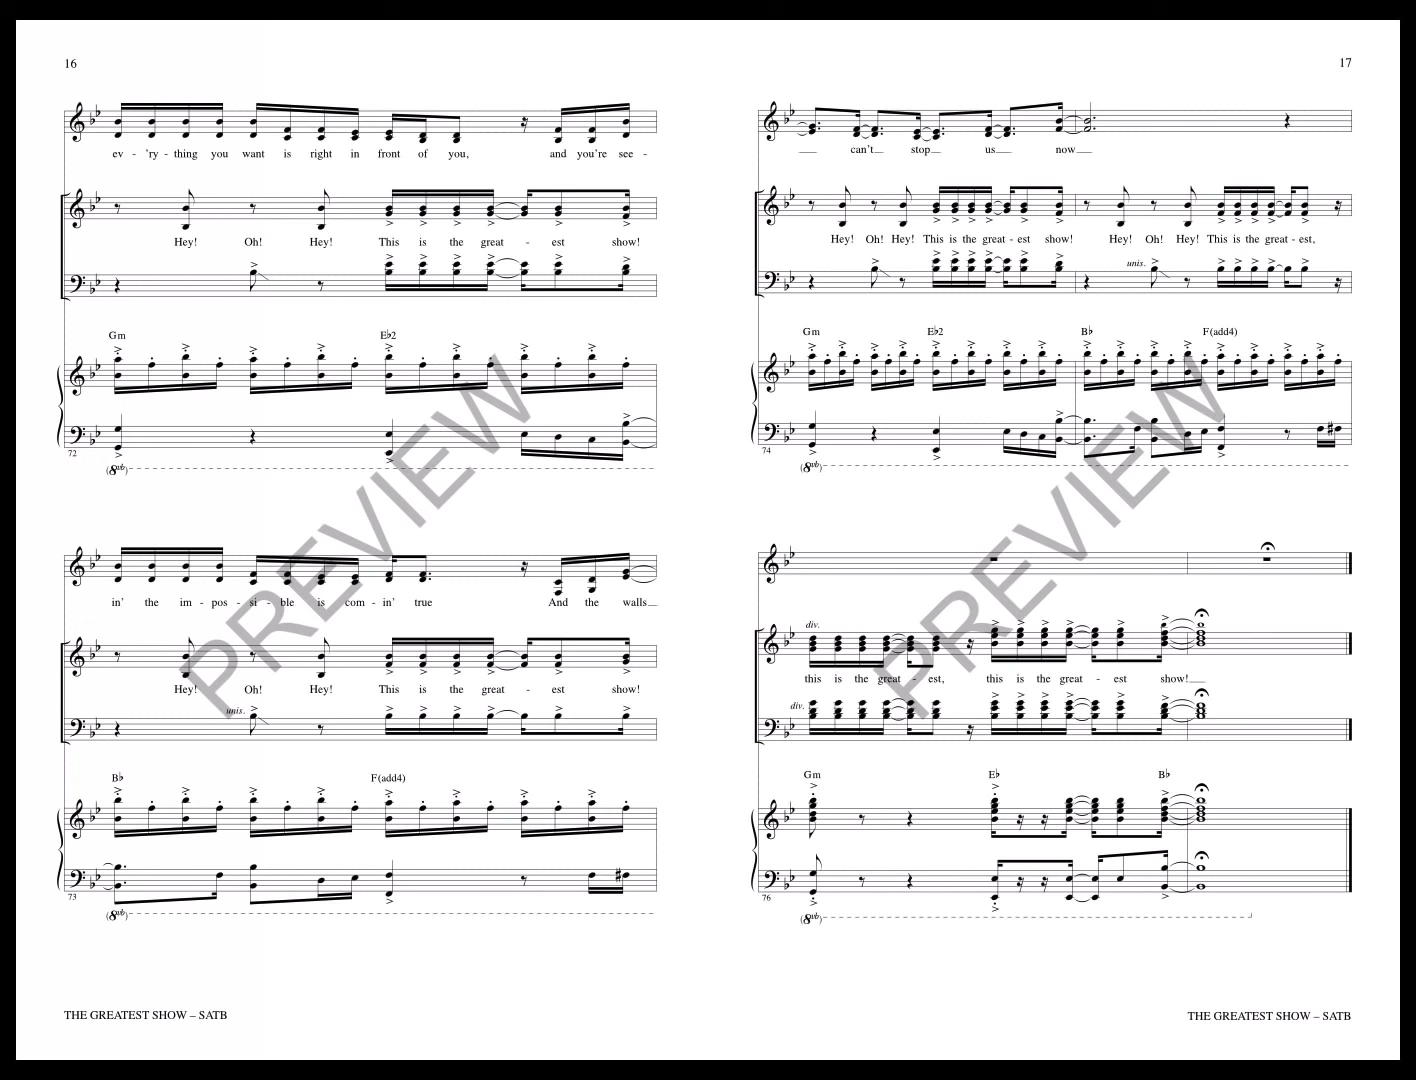 16
ev - 'ry - thing you want is right in front of you, and you're see -
Hey! Oh! Hey! This is the great - est show!
Gm E♭2
72
(8vb)
in' the im - pos - si - ble is com - in' true And the walls
Hey! Oh! Hey! This is the great - est show!
unis.
B♭ F(add4)
73
(8vb)
THE GREATEST SHOW – SATB
PREVIEW
17
can't stop us now
Hey! Oh! Hey! This is the great - est show! Hey! Oh! Hey! This is the great - est,
unis.
Gm E♭2 B♭ F(add4)
74
(8vb)
div.
this is the great - est, this is the great - est show!
div.
Gm E♭ B♭
76
(8vb)
THE GREATEST SHOW – SATB
PREVIEW